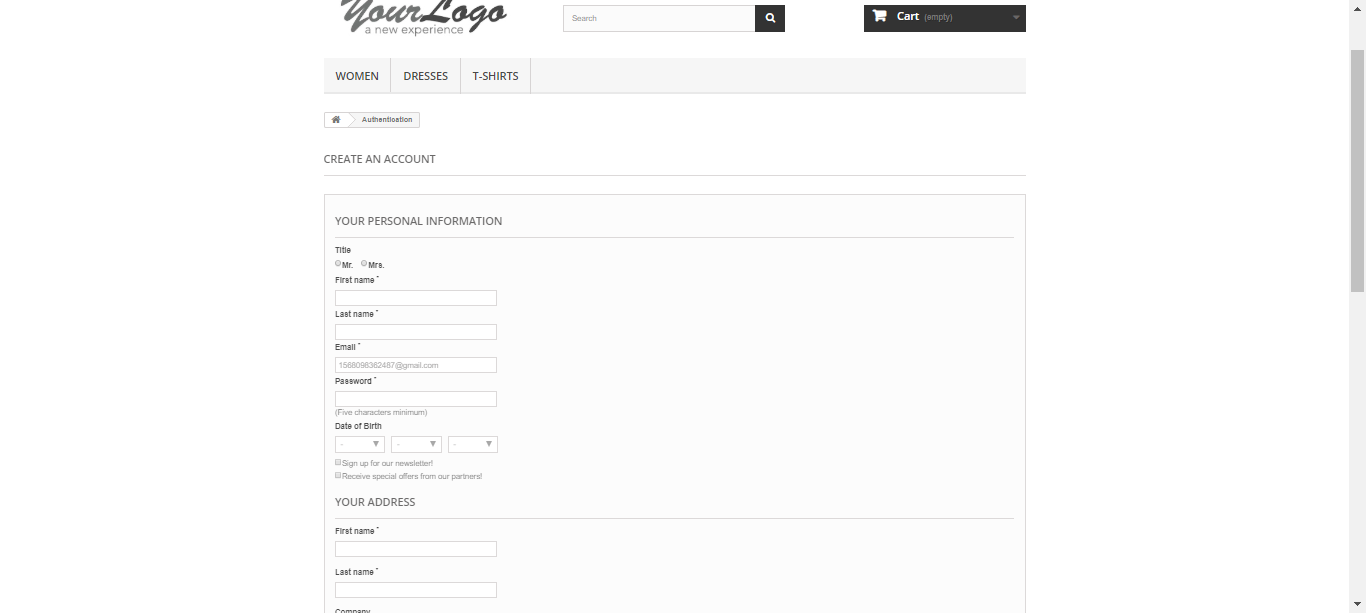 YourLogo
a new experience
Search
Cart (empty)
WOMEN DRESSES T-SHIRTS
Authentication
CREATE AN ACCOUNT
YOUR PERSONAL INFORMATION
Title
Mr. Mrs.
First name *
Last name *
Email *
1568098362487@gmail.com
Password *
(Five characters minimum)
Date of Birth
- - -
Sign up for our newsletter!
Receive special offers from our partners!
YOUR ADDRESS
First name *
Last name *
Company